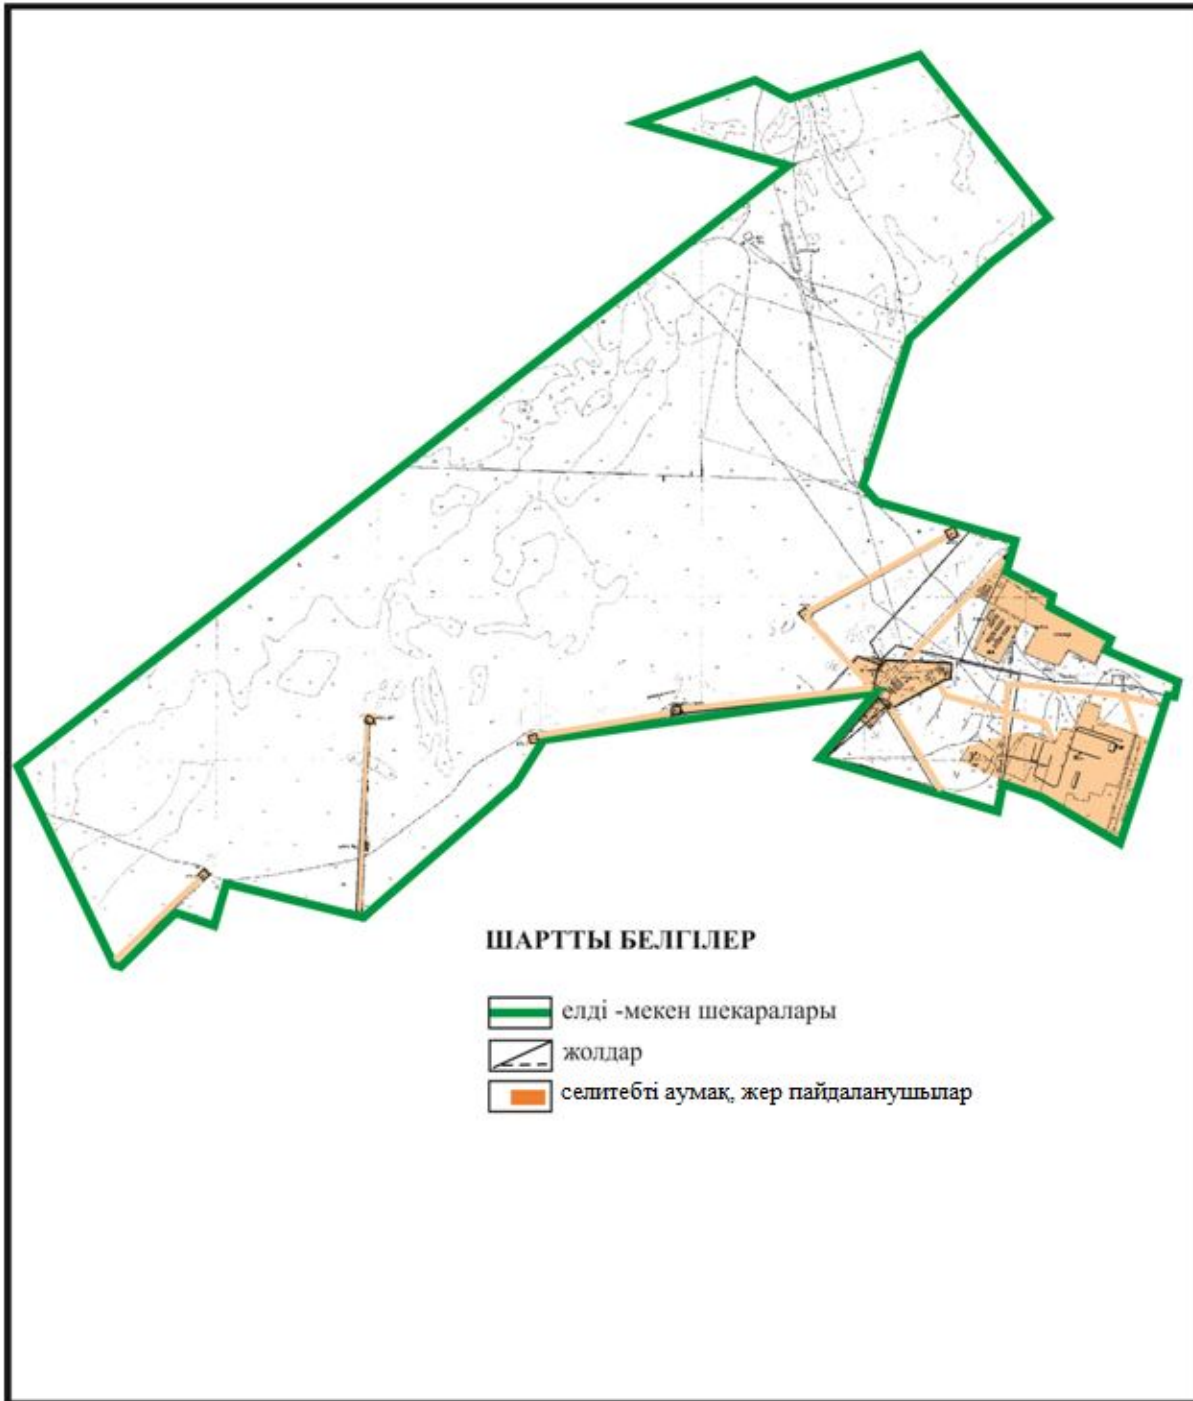 ШАРТТЫ БЕЛГІЛЕР
елді -мекен шекаралары
жолдар
селитебті аумақ, жер пайдаланушылар